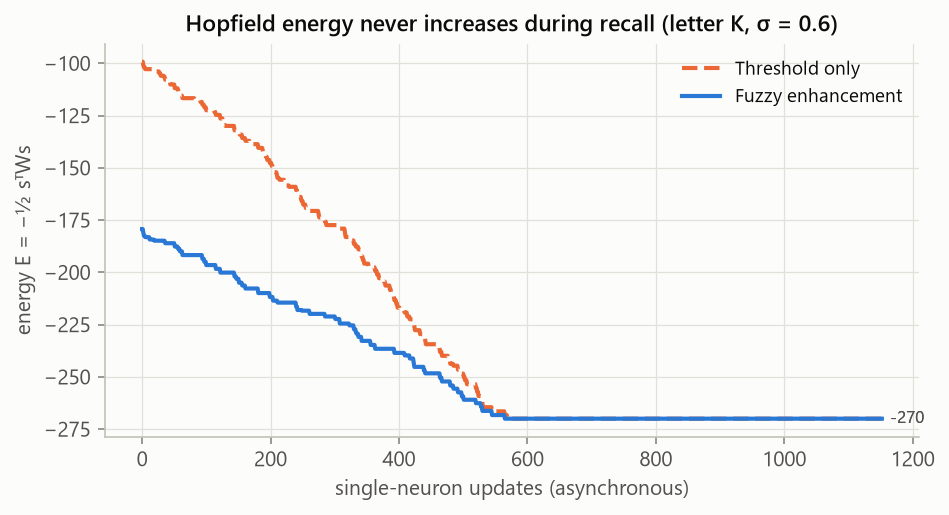 Hopfield energy never increases during recall (letter K, σ = 0.6)
Threshold only
Fuzzy enhancement
energy E = −½ sᵀWs
−100
−125
−150
−175
−200
−225
−250
−275
-270
0 200 400 600 800 1000 1200
single-neuron updates (asynchronous)